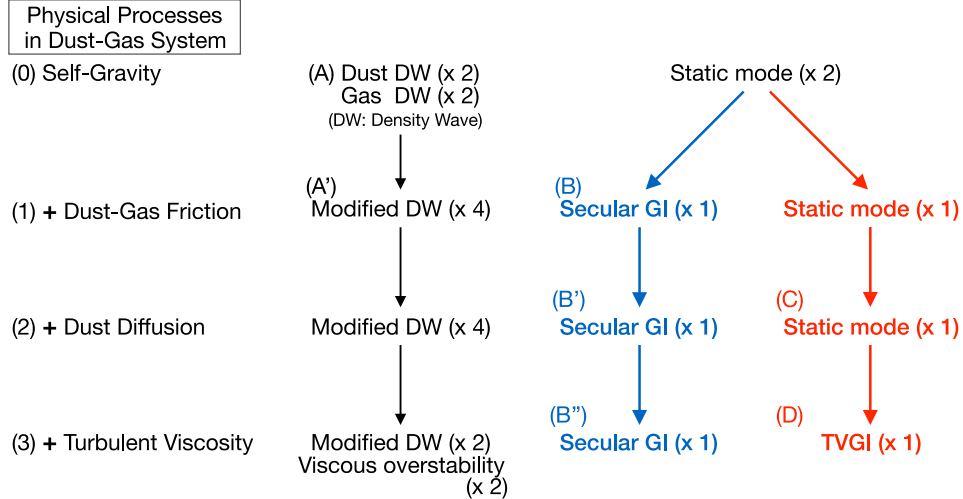 Physical Processes
in Dust-Gas System
(0) Self-Gravity
(A) Dust DW (x 2)
Gas DW (x 2)
(DW: Density Wave)
Static mode (x 2)
(1) + Dust-Gas Friction
(A')
Modified DW (x 4)
(B)
Secular GI (x 1)
Static mode (x 1)
(2) + Dust Diffusion
Modified DW (x 4)
(B')
Secular GI (x 1)
(C)
Static mode (x 1)
(3) + Turbulent Viscosity
Modified DW (x 2)
Viscous overstability
(x 2)
(B")
Secular GI (x 1)
(D)
TVGI (x 1)